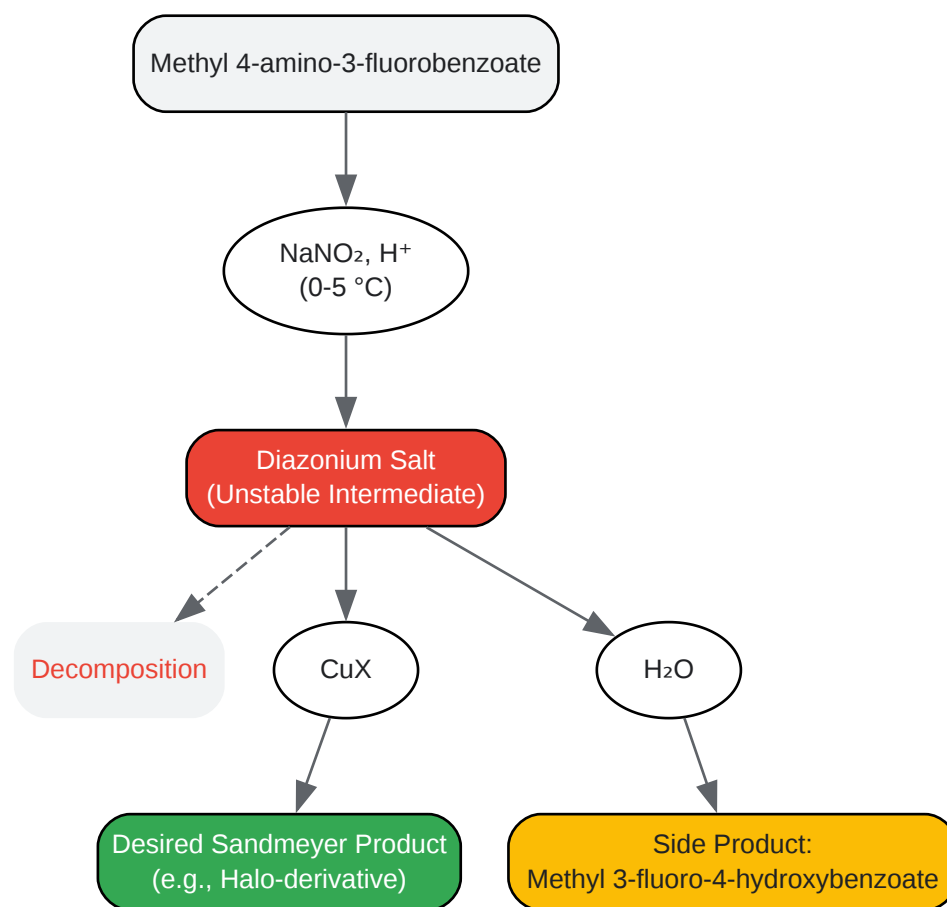 Methyl 4-amino-3-fluorobenzoate
NaNO₂, H⁺
(0-5 °C)
Diazonium Salt
(Unstable Intermediate)
Decomposition
CuX
H₂O
Desired Sandmeyer Product
(e.g., Halo-derivative)
Side Product:
Methyl 3-fluoro-4-hydroxybenzoate